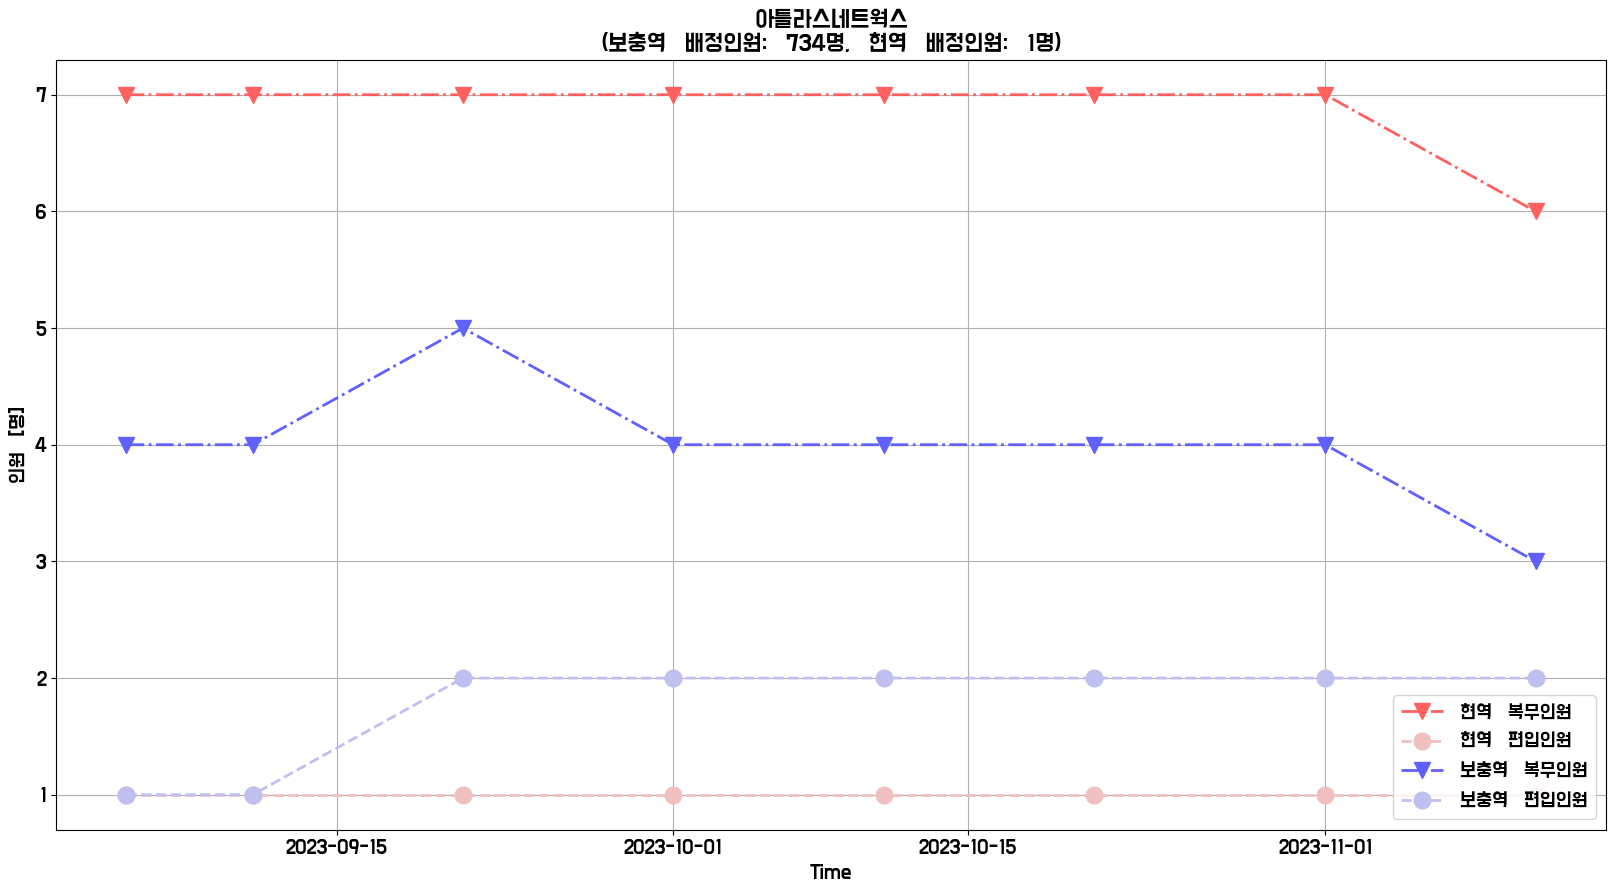 아틀라스네트웍스
(보충역 배정인원: 734명, 현역 배정인원: 1명)
7
6
5
4
3
2
1
인원 [명]
2023-09-15
2023-10-01
2023-10-15
2023-11-01
Time
현역 복무인원
현역 편입인원
보충역 복무인원
보충역 편입인원